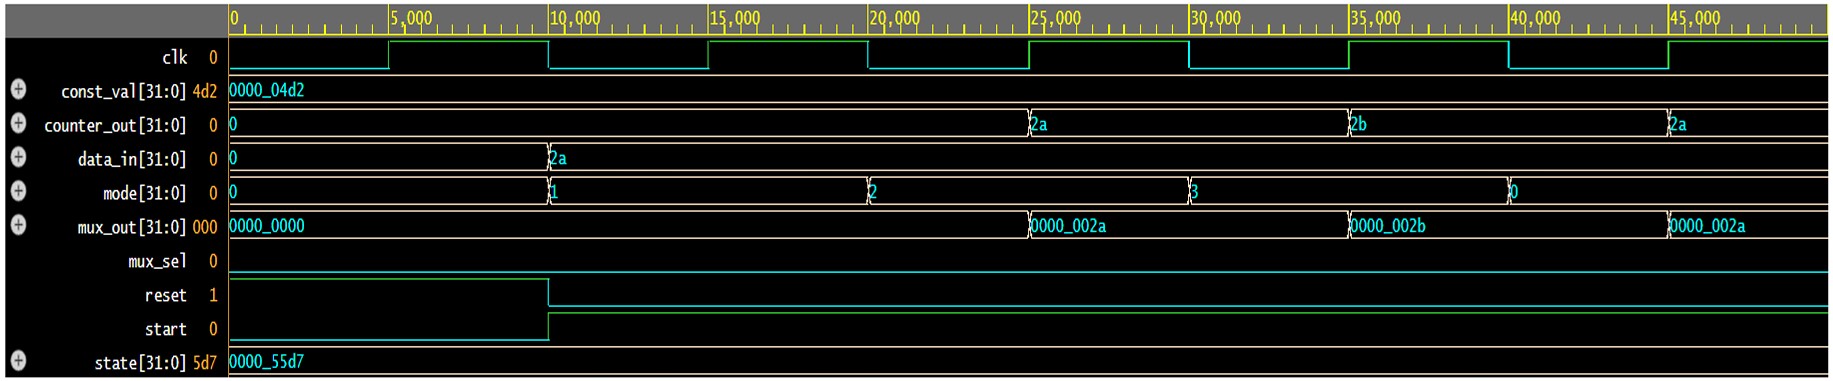 0 5,000 10,000 15,000 20,000 25,000 30,000 35,000 40,000 45,000
clk 0
const_val[31:0] 4d2 0000_04d2
counter_out[31:0] 0 0 2a 2b 2a
data_in[31:0] 0 0 2a
mode[31:0] 0 0 1 2 3 0
mux_out[31:0] 000 0000_0000 0000_002a 0000_002b 0000_002a
mux_sel 0
reset 1
start 0
state[31:0] 5d7 0000_55d7